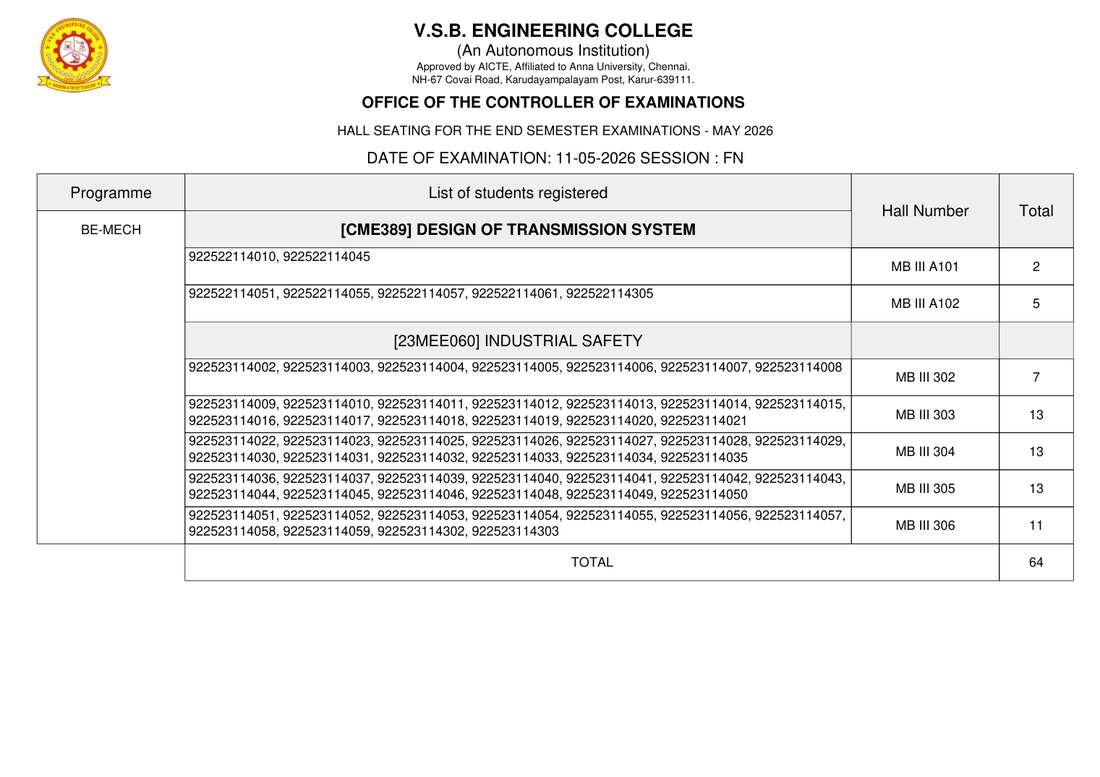 V.S.B. ENGINEERING COLLEGE
(An Autonomous Institution)
Approved by AICTE, Affiliated to Anna University, Chennai.
NH-67 Covai Road, Karudayampalayam Post, Karur-639111.
OFFICE OF THE CONTROLLER OF EXAMINATIONS
HALL SEATING FOR THE END SEMESTER EXAMINATIONS - MAY 2026
DATE OF EXAMINATION: 11-05-2026 SESSION : FN
Programme List of students registered Hall Number Total
BE-MECH [CME389] DESIGN OF TRANSMISSION SYSTEM
922522114010, 922522114045 MB III A101 2
922522114051, 922522114055, 922522114057, 922522114061, 922522114305 MB III A102 5
[23MEE060] INDUSTRIAL SAFETY
922523114002, 922523114003, 922523114004, 922523114005, 922523114006, 922523114007, 922523114008 MB III 302 7
922523114009, 922523114010, 922523114011, 922523114012, 922523114013, 922523114014, 922523114015,
922523114016, 922523114017, 922523114018, 922523114019, 922523114020, 922523114021 MB III 303 13
922523114022, 922523114023, 922523114025, 922523114026, 922523114027, 922523114028, 922523114029,
922523114030, 922523114031, 922523114032, 922523114033, 922523114034, 922523114035 MB III 304 13
922523114036, 922523114037, 922523114039, 922523114040, 922523114041, 922523114042, 922523114043,
922523114044, 922523114045, 922523114046, 922523114048, 922523114049, 922523114050 MB III 305 13
922523114051, 922523114052, 922523114053, 922523114054, 922523114055, 922523114056, 922523114057,
922523114058, 922523114059, 922523114302, 922523114303 MB III 306 11
TOTAL 64